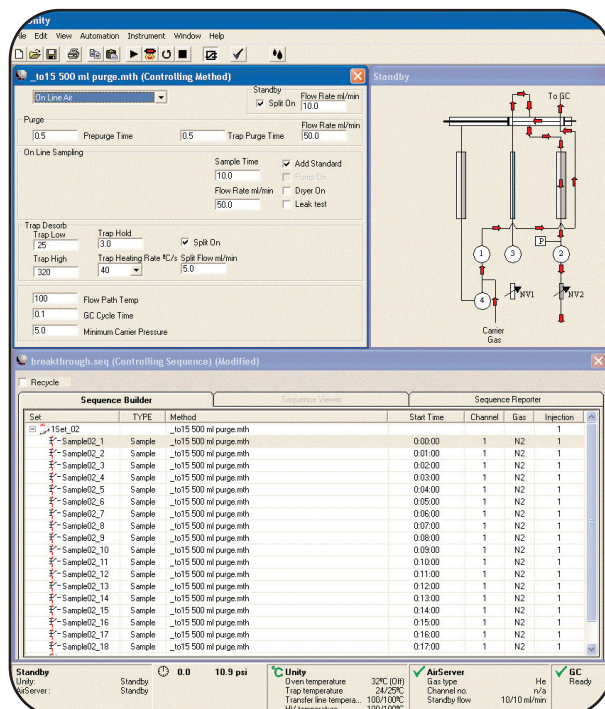 Unity
File Edit View Automation Instrument Window Help
_to15 500 ml purge.mth (Controlling Method)
On Line Air
Standby
Split On
Flow Rate ml/min
10.0
Purge
0.5 Prepurge Time
0.5 Trap Purge Time
Flow Rate ml/min
50.0
On Line Sampling
Sample Time
10.0
Flow Rate ml/min
50.0
Add Standard
Pump On
Dryer On
Leak test
Trap Desorb
Trap Low
25
Trap Hold
3.0
Split On
Trap High
320
Trap Heating Rate ºC/s
40
Split Flow ml/min
5.0
100 Flow Path Temp
0.1 GC Cycle Time
5.0 Minimum Carrier Pressure
Standby
To GC
P
1
3
2
4
NV1
NV2
Carrier
Gas
breakthrough.seq (Controlling Sequence) (Modified)
Recycle
Sequence Builder Sequence Viewer Sequence Reporter
Set TYPE Method Start Time Channel Gas Injection
1Set_02 _to15 500 ml purge.mth 1
Sample02_1 Sample _to15 500 ml purge.mth 0:00:00 1 N2 1
Sample02_2 Sample _to15 500 ml purge.mth 0:01:00 1 N2 1
Sample02_3 Sample _to15 500 ml purge.mth 0:02:00 1 N2 1
Sample02_4 Sample _to15 500 ml purge.mth 0:03:00 1 N2 1
Sample02_5 Sample _to15 500 ml purge.mth 0:04:00 1 N2 1
Sample02_6 Sample _to15 500 ml purge.mth 0:05:00 1 N2 1
Sample02_7 Sample _to15 500 ml purge.mth 0:06:00 1 N2 1
Sample02_8 Sample _to15 500 ml purge.mth 0:07:00 1 N2 1
Sample02_9 Sample _to15 500 ml purge.mth 0:08:00 1 N2 1
Sample02_10 Sample _to15 500 ml purge.mth 0:09:00 1 N2 1
Sample02_11 Sample _to15 500 ml purge.mth 0:10:00 1 N2 1
Sample02_12 Sample _to15 500 ml purge.mth 0:11:00 1 N2 1
Sample02_13 Sample _to15 500 ml purge.mth 0:12:00 1 N2 1
Sample02_14 Sample _to15 500 ml purge.mth 0:13:00 1 N2 1
Sample02_15 Sample _to15 500 ml purge.mth 0:14:00 1 N2 1
Sample02_16 Sample _to15 500 ml purge.mth 0:15:00 1 N2 1
Sample02_17 Sample _to15 500 ml purge.mth 0:16:00 1 N2 1
Sample02_18 Sample _to15 500 ml purge.mth 0:17:00 1 N2 1
Standby
Unity: Standby
AirServer: Standby
0.0 10.9 psi
ºC Unity
Oven temperature 32ºC (Off)
Trap temperature 24/25ºC
Transfer line tempera... 100/100ºC
HV temperature 100/100ºC
AirServer
Gas type He
Channel no. n/a
Standby flow 10/10 ml/min
GC
Ready